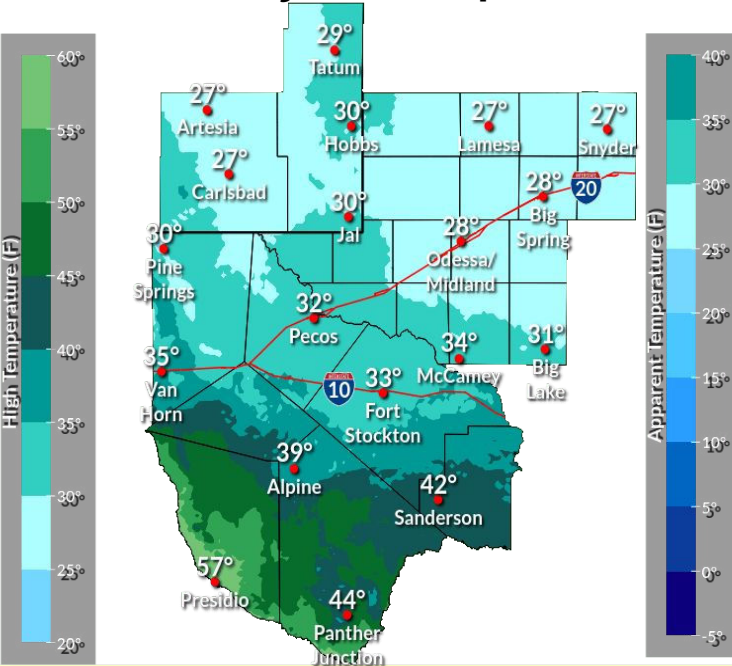 29°
Tatum
27°
Artesia
30°
Hobbs
27°
Lamesa
27°
Snyder
27°
Carlsbad
30°
Jal
28°
Big
Spring
INTERSTATE
20
30°
Pine
Springs
28°
Odessa/
Midland
32°
Pecos
35°
Van
Horn
INTERSTATE
10
33°
Fort
Stockton
34°
McCamey
31°
Big
Lake
39°
Alpine
42°
Sanderson
57°
Presidio
44°
Panther
Junction
High Temperature (F)
60°
55°
50°
45°
40°
35°
30°
25°
20°
Apparent Temperature (F)
40°
35°
30°
25°
20°
15°
10°
5°
0°
-5°